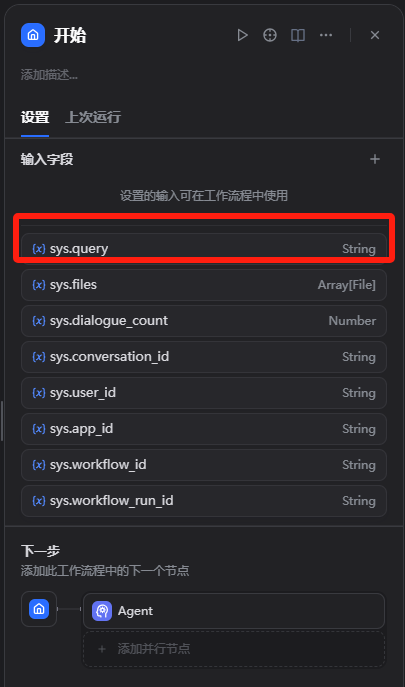 开始
添加描述...
设置 上次运行
输入字段
设置的输入可在工作流程中使用
{x} sys.query String
{x} sys.files Array[File]
{x} sys.dialogue_count Number
{x} sys.conversation_id String
{x} sys.user_id String
{x} sys.app_id String
{x} sys.workflow_id String
{x} sys.workflow_run_id String
下一步
添加此工作流程中的下一个节点
Agent
添加并行节点